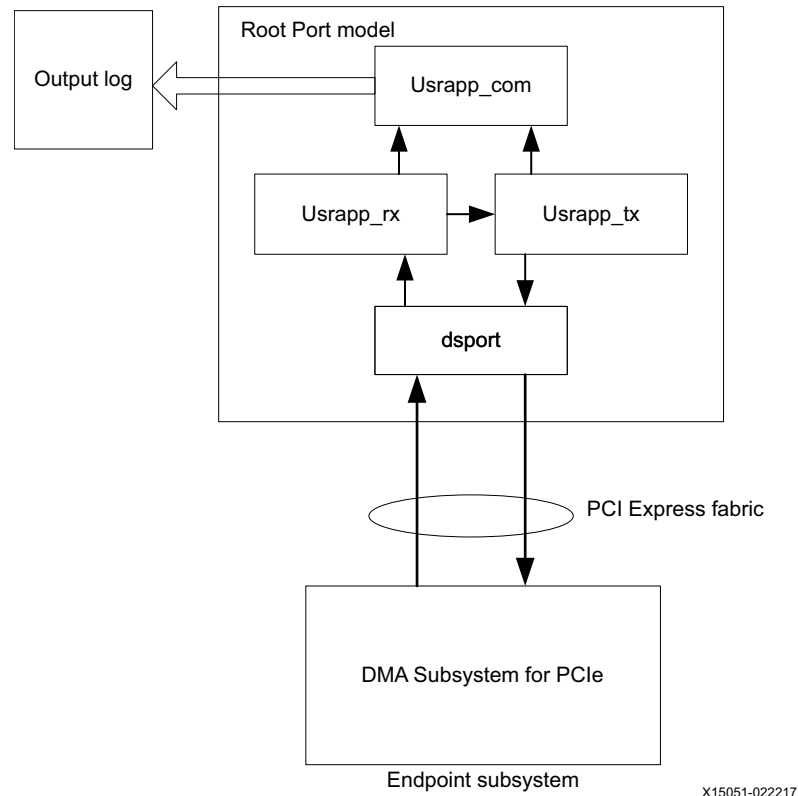 Root Port model
Output log
Usrapp_com
Usrapp_rx
Usrapp_tx
dsport
PCI Express fabric
DMA Subsystem for PCIe
Endpoint subsystem
X15051-022217